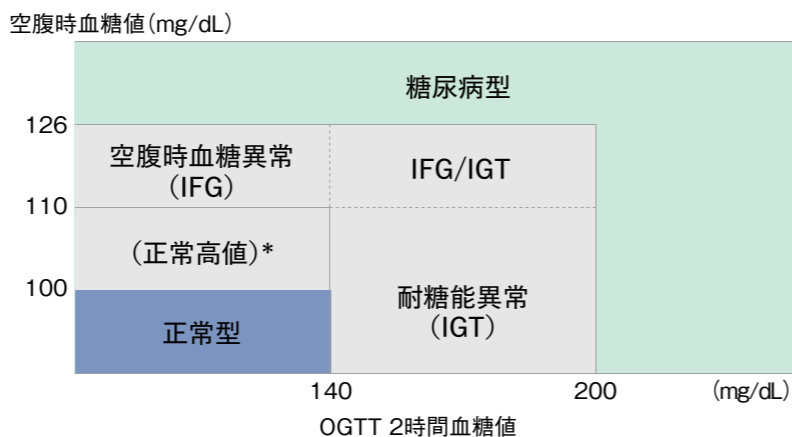 空腹時血糖値（mg/dL）
糖尿病型
126
空腹時血糖異常
（IFG）
IFG/IGT
110
（正常高値）*
100
耐糖能異常
（IGT）
正常型
140
200
（mg/dL）
OGTT 2時間血糖値